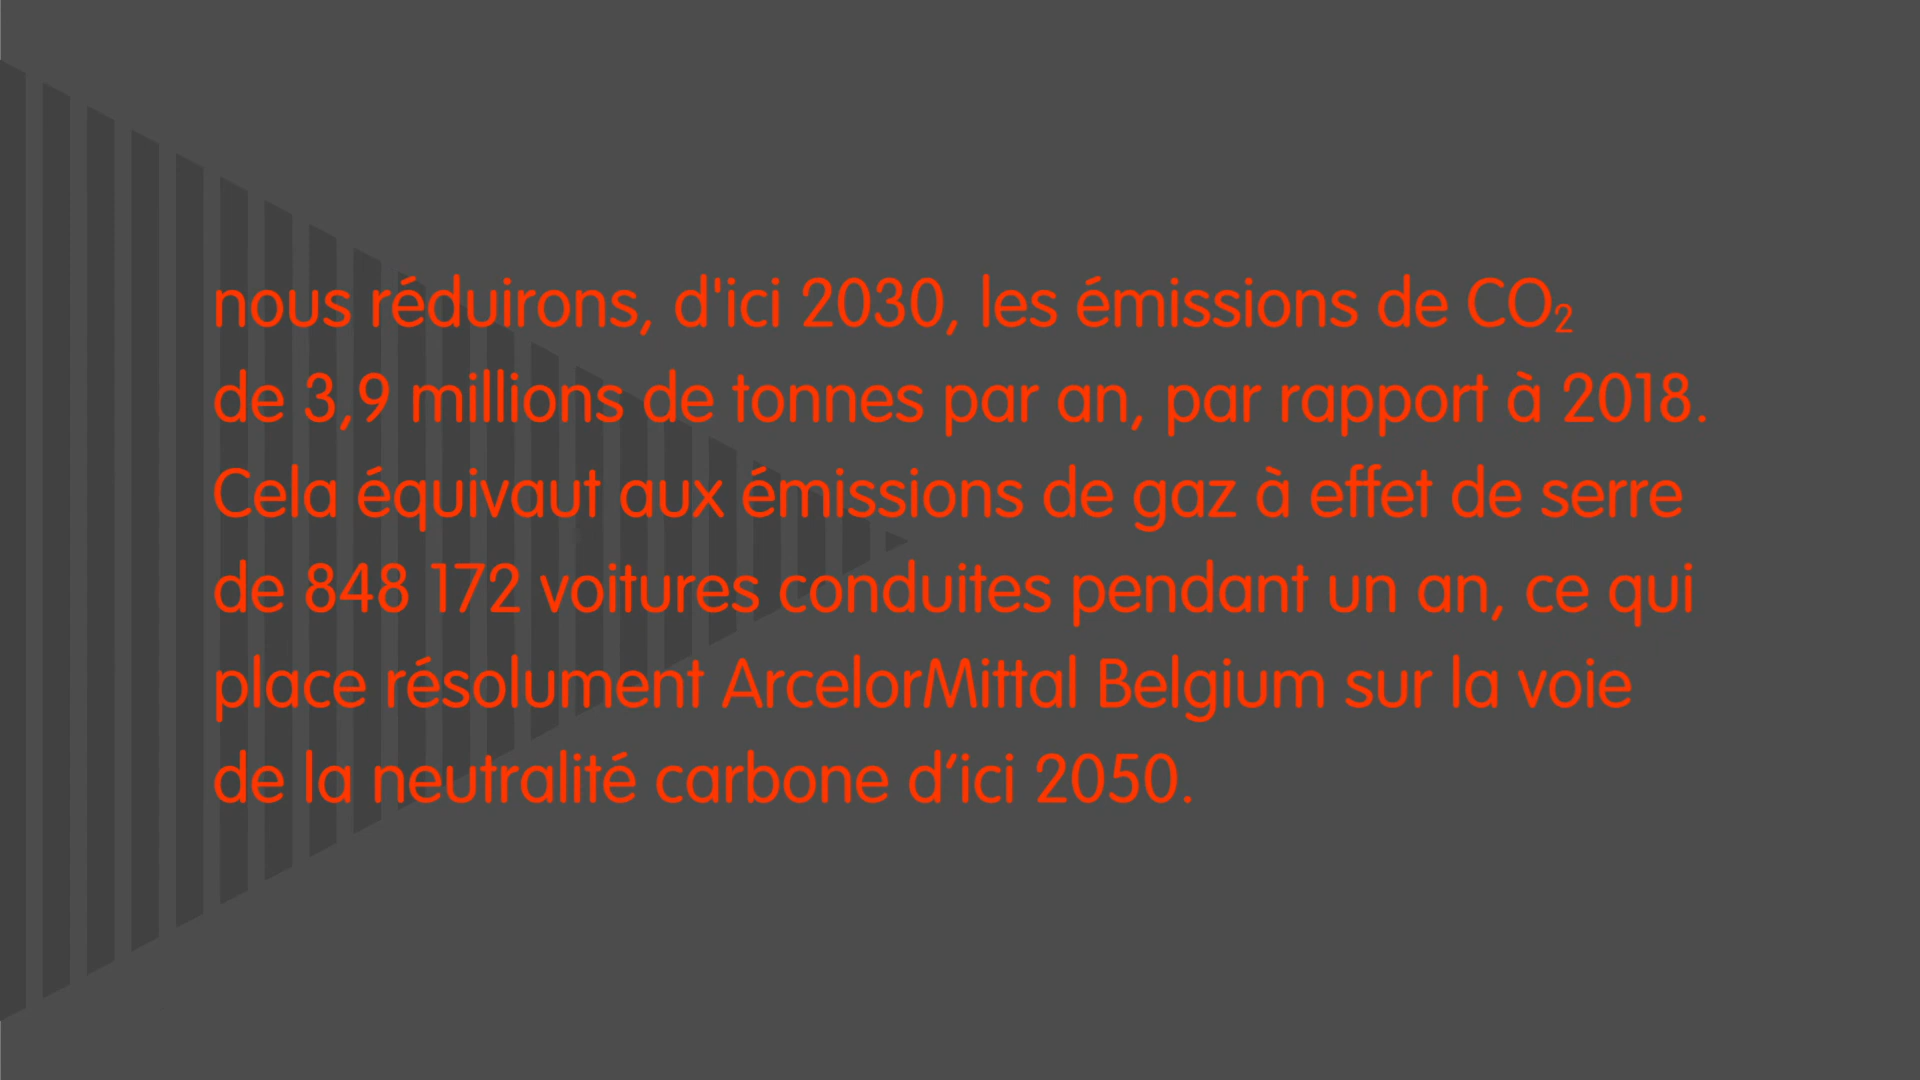 nous réduirons, d'ici 2030, les émissions de CO₂
de 3,9 millions de tonnes par an, par rapport à 2018.
Cela équivaut aux émissions de gaz à effet de serre
de 848 172 voitures conduites pendant un an, ce qui
place résolument ArcelorMittal Belgium sur la voie
de la neutralité carbone d’ici 2050.